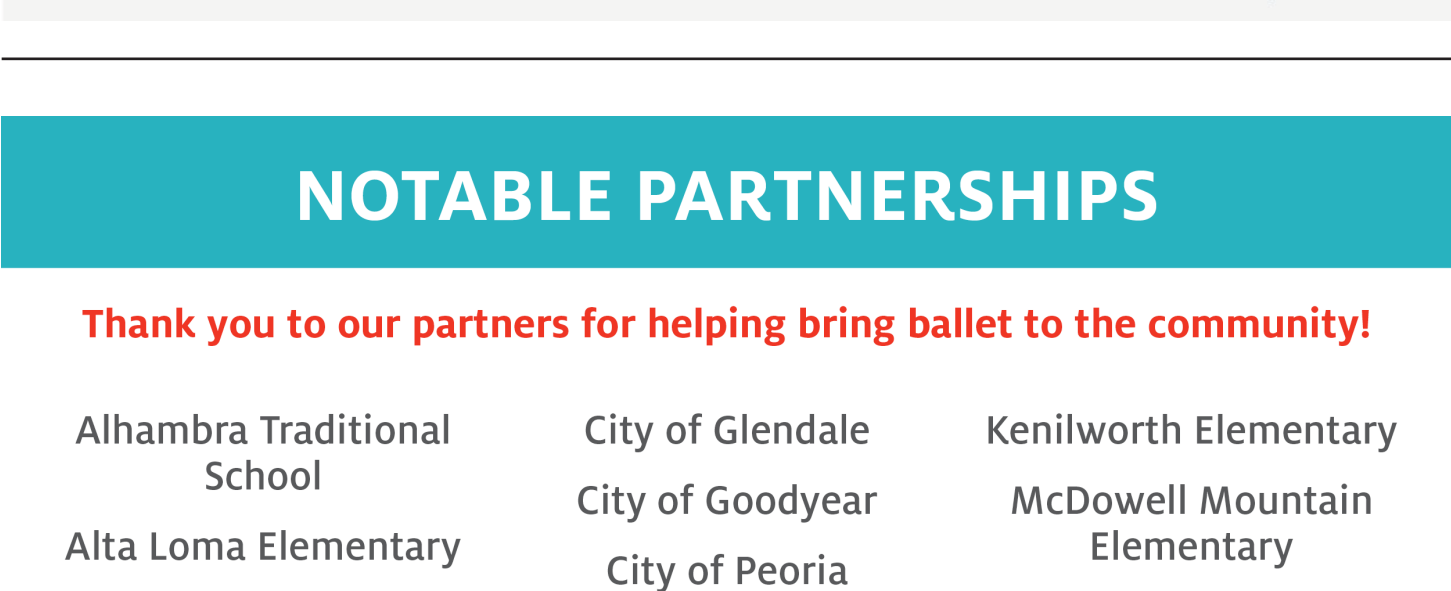 NOTABLE PARTNERSHIPS
Thank you to our partners for helping bring ballet to the community!
Alhambra Traditional
School
Alta Loma Elementary
City of Glendale
City of Goodyear
City of Peoria
Kenilworth Elementary
McDowell Mountain
Elementary